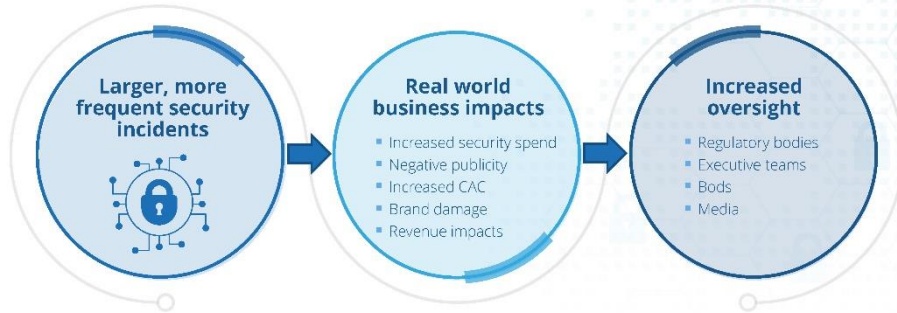 Larger, more
frequent security
incidents
Real world
business impacts
Increased security spend
Negative publicity
Increased CAC
Brand damage
Revenue impacts
Increased
oversight
Regulatory bodies
Executive teams
Bods
Media